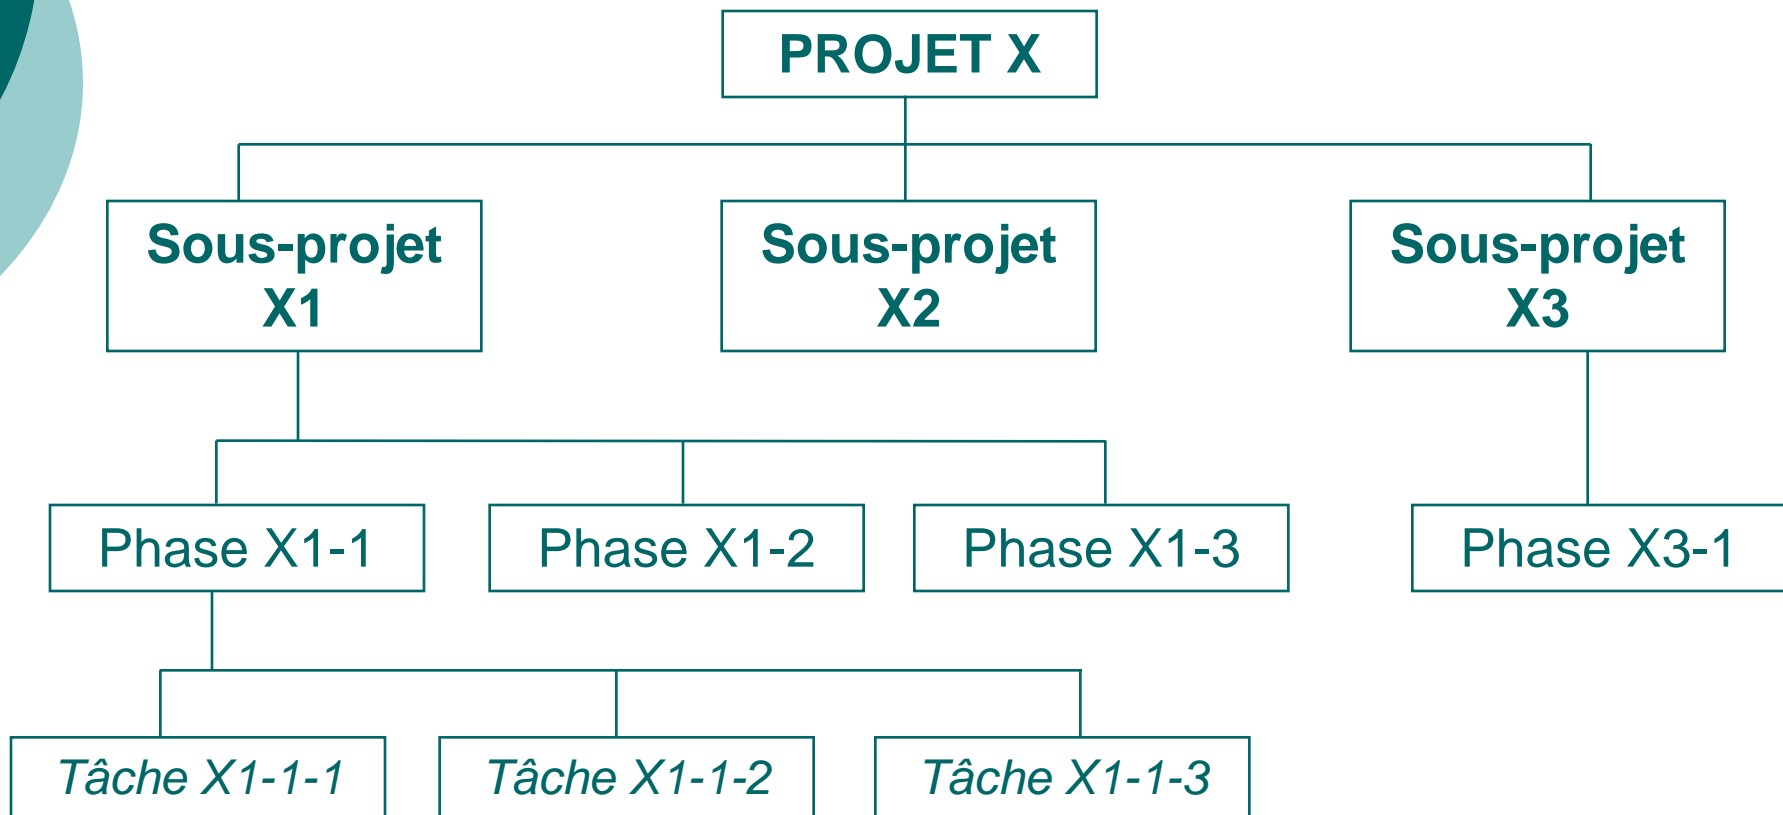 PROJET X
Sous-projet
X1
Sous-projet
X2
Sous-projet
X3
Phase X1-1
Phase X1-2
Phase X1-3
Phase X3-1
Tâche X1-1-1
Tâche X1-1-2
Tâche X1-1-3